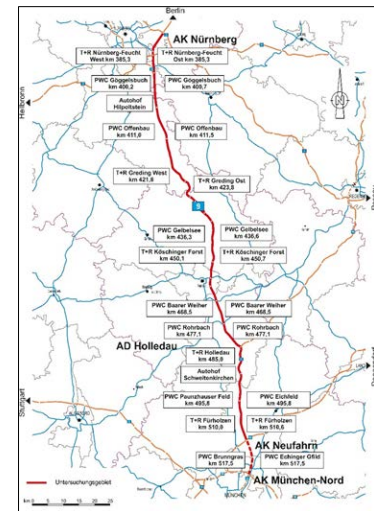 Berlin
AK Nürnberg
T+R Nürnberg-Feucht
West km 385,3
T+R Nürnberg-Feucht
Ost km 385,3
PWC Göggelsbuch
km 400,2
PWC Göggelsbuch
km 400,7
Autohof
Hilpoltstein
Heilbronn
PWC Offenbau
km 411,0
PWC Offenbau
km 411,5
T+R Greding West
km 421,8
T+R Greding Ost
km 423,8
9
PWC Gelbelsee
km 436,3
PWC Gelbelsee
km 436,6
T+R Köschinger Forst
km 450,1
T+R Köschinger Forst
km 450,7
PWC Baarer Weiher
km 468,5
PWC Baarer Weiher
km 468,5
PWC Rohrbach
km 477,1
PWC Rohrbach
km 477,1
AD Holledau
T+R Holledau
km 485,9
Autohof
Schweitenkirchen
Stuttgart
PWC Paunzhauser Feld
km 495,8
PWC Eichfeld
km 495,8
T+R Fürholzen
km 510,0
T+R Fürholzen
km 510,6
AK Neufahrn
PWC Brunngras
km 517,5
PWC Echinger Gfild
km 517,5
AK München-Nord
MÜNCHEN
Untersuchungsgebiet
km 0 5 10 15 20 25